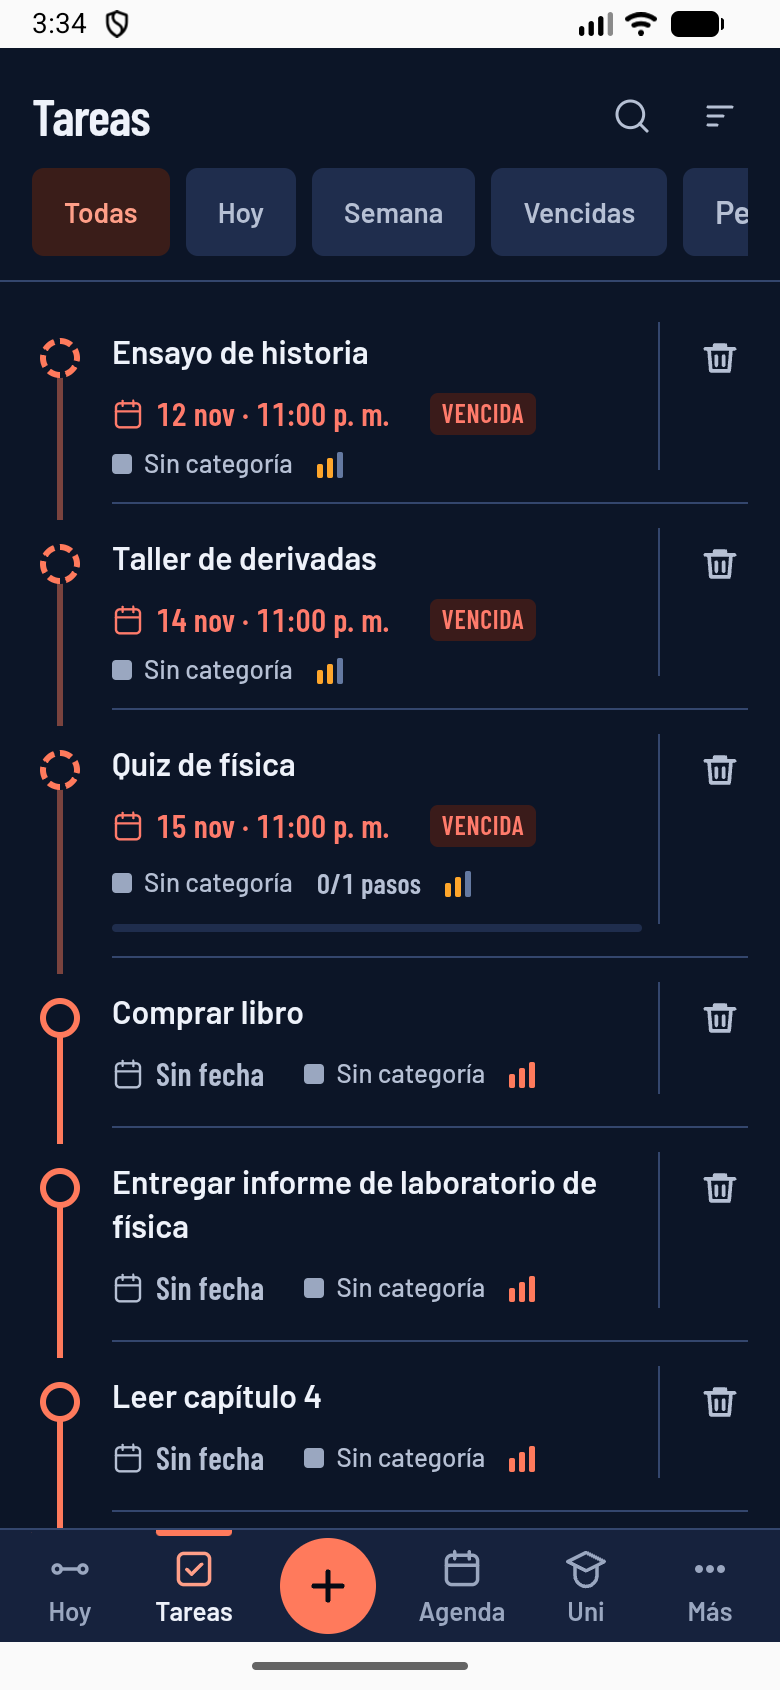 3:34
Tareas
Todas Hoy Semana Vencidas Pe
Ensayo de historia
12 nov · 11:00 p. m. VENCIDA
Sin categoría
Taller de derivadas
14 nov · 11:00 p. m. VENCIDA
Sin categoría
Quiz de física
15 nov · 11:00 p. m. VENCIDA
Sin categoría 0/1 pasos
Comprar libro
Sin fecha Sin categoría
Entregar informe de laboratorio de
física
Sin fecha Sin categoría
Leer capítulo 4
Sin fecha Sin categoría
Hoy Tareas Agenda Uni Más